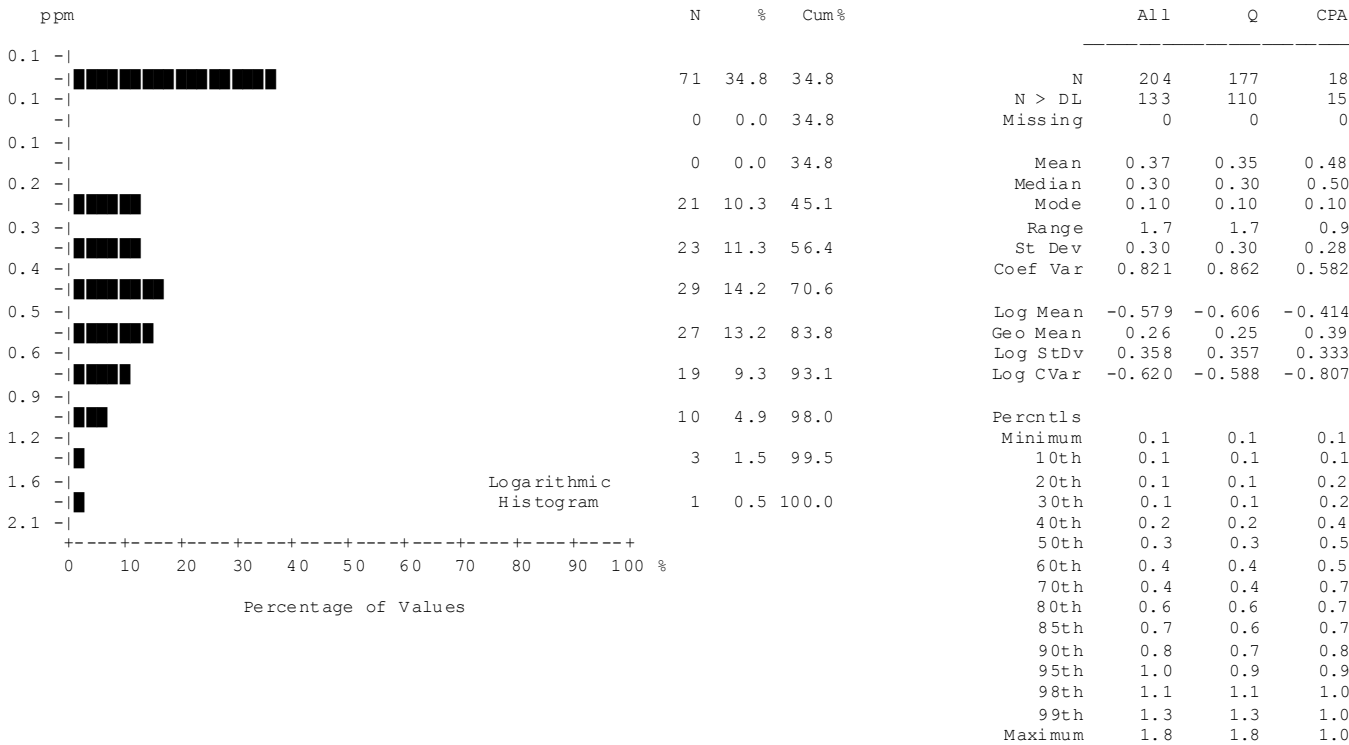 ppm N % Cum% All Q CPA
0.1 -|
-| 71 34.8 34.8 N 204 177 18
0.1 -| N > DL 133 110 15
-| 0 0.0 34.8 Missing 0 0 0
0.1 -|
-| 0 0.0 34.8 Mean 0.37 0.35 0.48
0.2 -| Median 0.30 0.30 0.50
-| 21 10.3 45.1 Mode 0.10 0.10 0.10
0.3 -| Range 1.7 1.7 0.9
-| 23 11.3 56.4 St Dev 0.30 0.30 0.28
0.4 -| Coef Var 0.821 0.862 0.582
-| 29 14.2 70.6
0.5 -| Log Mean -0.579 -0.606 -0.414
-| 27 13.2 83.8 Geo Mean 0.26 0.25 0.39
0.6 -| Log StDv 0.358 0.357 0.333
-| 19 9.3 93.1 Log CVar -0.620 -0.588 -0.807
0.9 -|
-| 10 4.9 98.0 Percntls
1.2 -| Minimum 0.1 0.1 0.1
-| 3 1.5 99.5 10th 0.1 0.1 0.1
1.6 -| Logarithmic 20th 0.1 0.1 0.2
-| Histogram 1 0.5 100.0 30th 0.1 0.1 0.2
2.1 -| 40th 0.2 0.2 0.4
+----+----+----+----+----+----+----+----+----+----+ 50th 0.3 0.3 0.5
0 10 20 30 40 50 60 70 80 90 100 % 60th 0.4 0.4 0.5
70th 0.4 0.4 0.7
Percentage of Values 80th 0.6 0.6 0.7
85th 0.7 0.6 0.7
90th 0.8 0.7 0.8
95th 1.0 0.9 0.9
98th 1.1 1.1 1.0
99th 1.3 1.3 1.0
Maximum 1.8 1.8 1.0